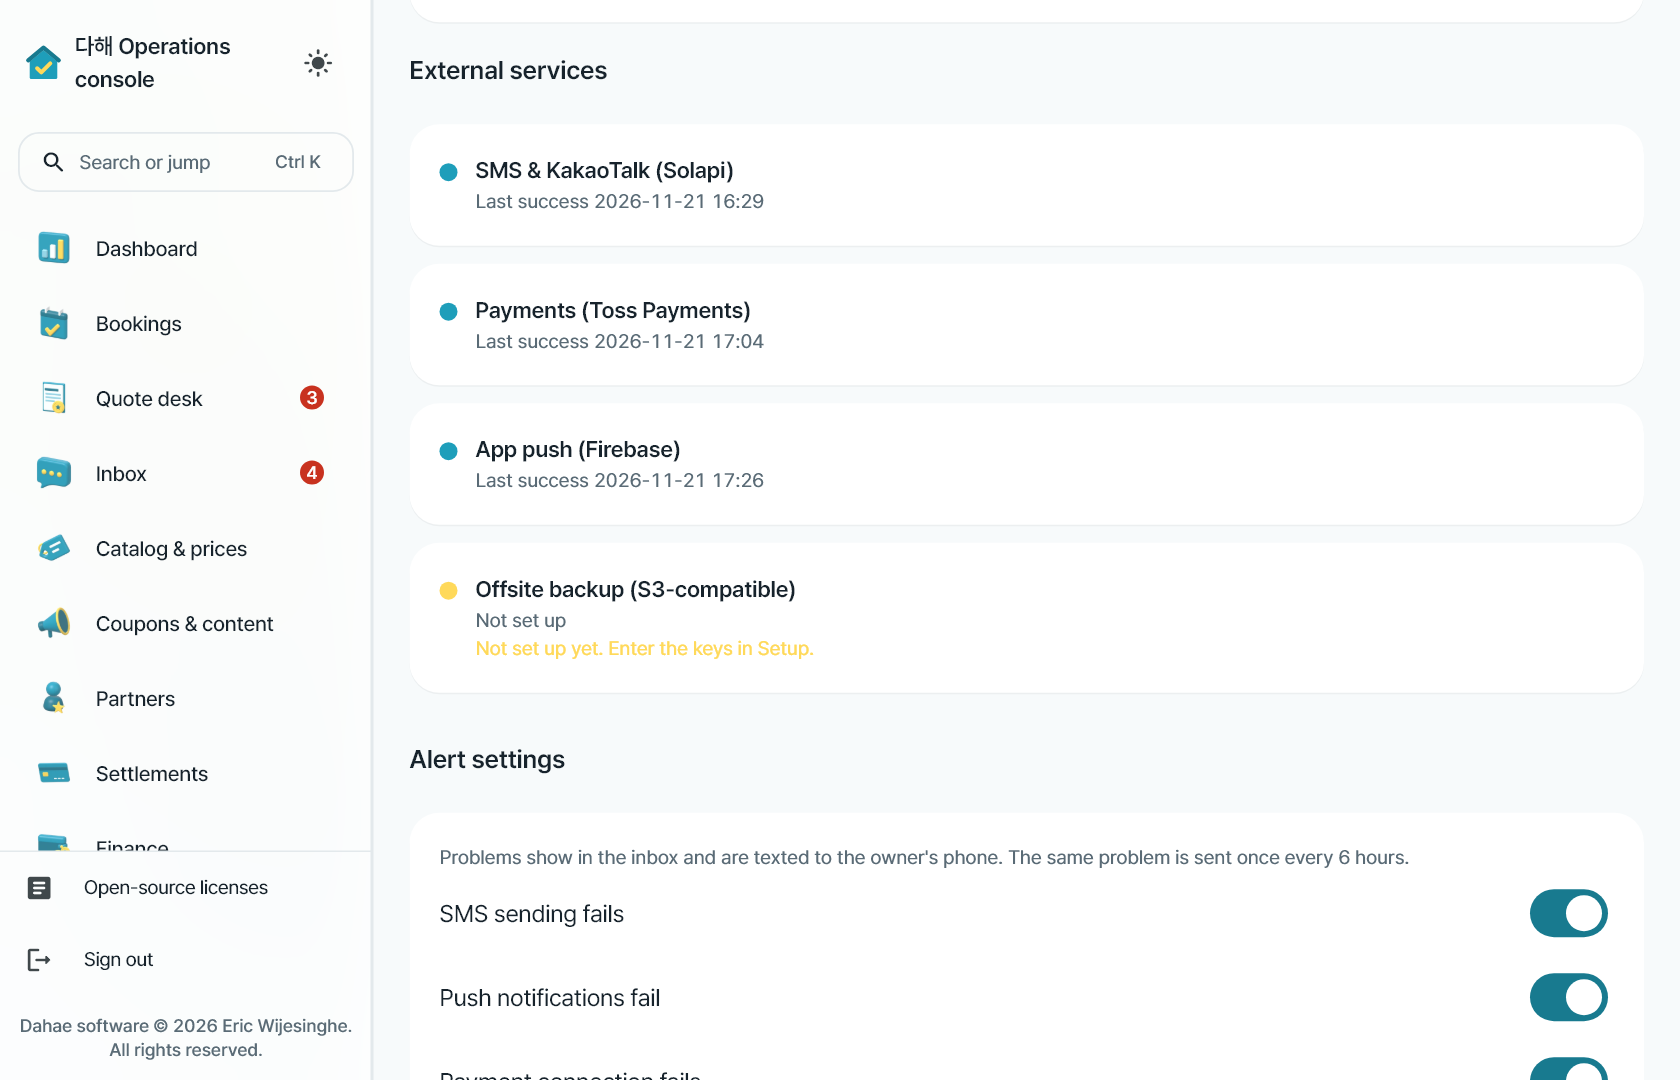 다해 Operations
console
Search or jump Ctrl K
Dashboard
Bookings
Quote desk 3
Inbox 4
Catalog & prices
Coupons & content
Partners
Settlements
Finance
Open-source licenses
Sign out
Dahae software © 2026 Eric Wijesinghe.
All rights reserved.
External services
SMS & KakaoTalk (Solapi)
Last success 2026-11-21 16:29
Payments (Toss Payments)
Last success 2026-11-21 17:04
App push (Firebase)
Last success 2026-11-21 17:26
Offsite backup (S3-compatible)
Not set up
Not set up yet. Enter the keys in Setup.
Alert settings
Problems show in the inbox and are texted to the owner's phone. The same problem is sent once every 6 hours.
SMS sending fails
Push notifications fail
Payment connection fails